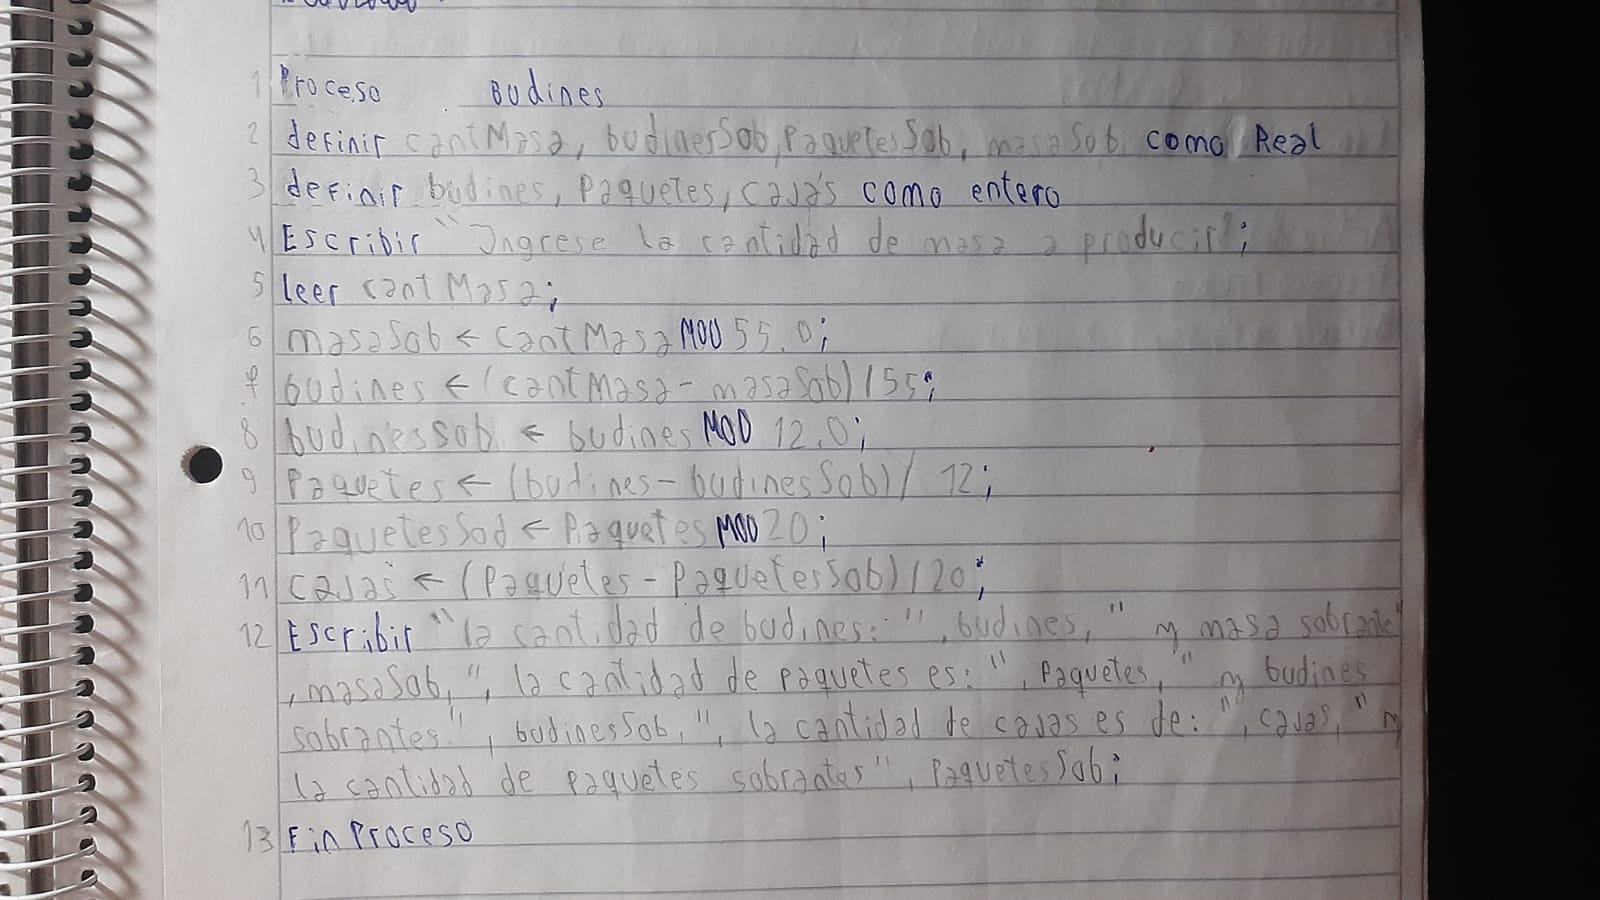 1 Proceso Budines
2 definir cantMasa, budinesSob, PaquetesSob, masaSob como Real
3 definir budines, Paquetes, cajas como entero
4 Escribir "Ingrese la cantidad de masa a producir";
5 leer cantMasa;
6 masaSob ← cantMasa MOD 55.0;
7 budines ← (cantMasa - masaSob) / 55;
8 budinesSob ← budines MOD 12.0;
9 Paquetes ← (budines - budinesSob) / 12;
10 PaquetesSod ← Paquetes MOD 20;
11 cajas ← (Paquetes - PaquetesSob) / 20;
12 Escribir "la cantidad de budines: ", budines, " y masa sobrante"
, masaSob, ", la cantidad de paquetes es: ", Paquetes, " y budines
sobrantes: ", budinesSob, ", la cantidad de cajas es de: ", cajas, " y
la cantidad de paquetes sobrantes", PaquetesSob;
13 FinProceso